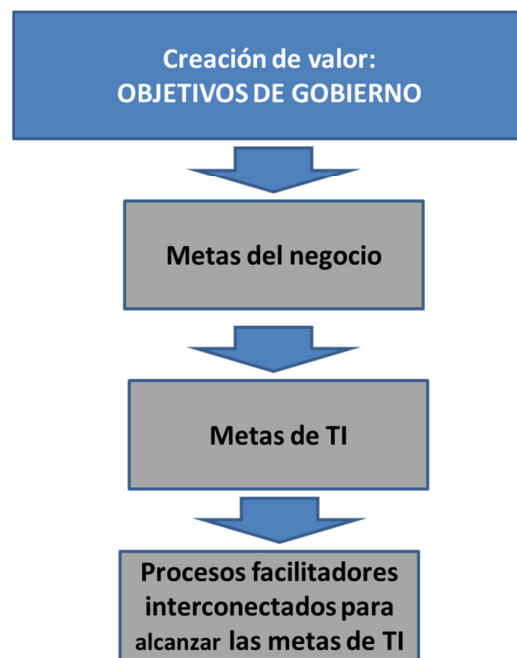 Creación de valor:
OBJETIVOS DE GOBIERNO
Metas del negocio
Metas de TI
Procesos facilitadores
interconectados para
alcanzar las metas de TI